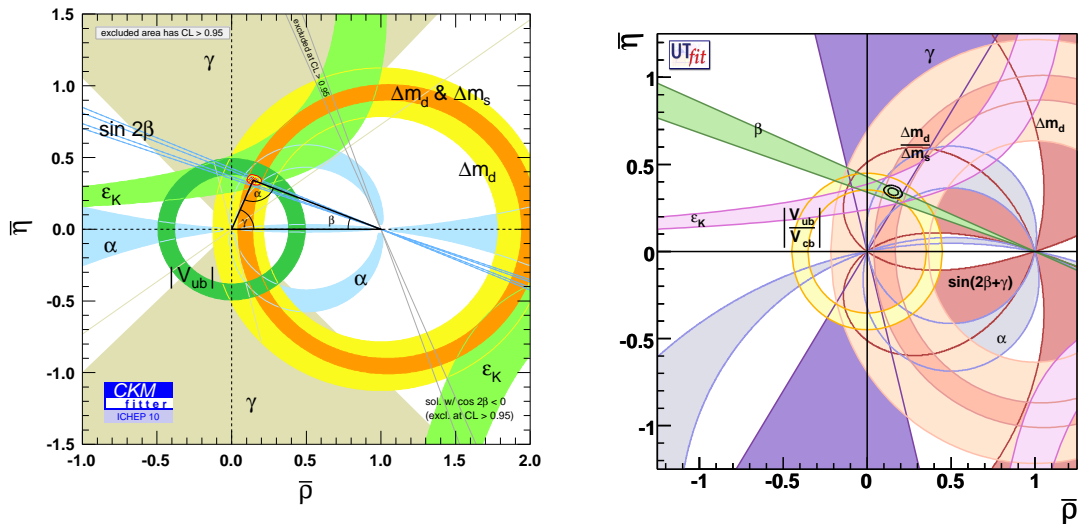 excluded area has CL > 0.95
excluded at CL > 0.95
γ
Δm_d & Δm_s
sin 2β
Δm_d
ε_K
α
α
γ
β
|V_ub|
α
ε_K
γ
CKM
fitter
ICHEP 10
sol. w/ cos 2β < 0
(excl. at CL > 0.95)
1.5
1.0
0.5
0.0
-0.5
-1.0
-1.5
η̄
-1.0 -0.5 0.0 0.5 1.0 1.5 2.0
ρ̄
η̄
UTfit
γ
β
Δm_d
Δm_d
Δm_s
ε_K
|V_ub
V_cb|
sin(2β+γ)
α
1
0.5
0
-0.5
-1
-1 -0.5 0 0.5 1
ρ̄